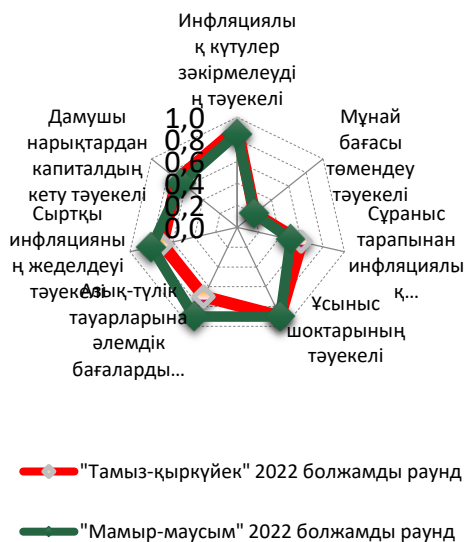 Инфляциялы
қ күтулер
зәкірмелеуді
ң тәуекелі
Мұнай
бағасы
төмендеу
тәуекелі
Сұраныс
тарапынан
инфляциялы
қ...
Ұсыныс
шоктарының
тәуекелі
Азық-түлік
тауарларына
әлемдік
бағаларды...
Сыртқы
инфляцияны
ң жеделдеуі
тәуекелі
Дамушы
нарықтардан
капиталдың
кету тәуекелі
1,0
0,8
0,6
0,4
0,2
0,0
"Тамыз-қыркүйек" 2022 болжамды раунд
"Мамыр-маусым" 2022 болжамды раунд